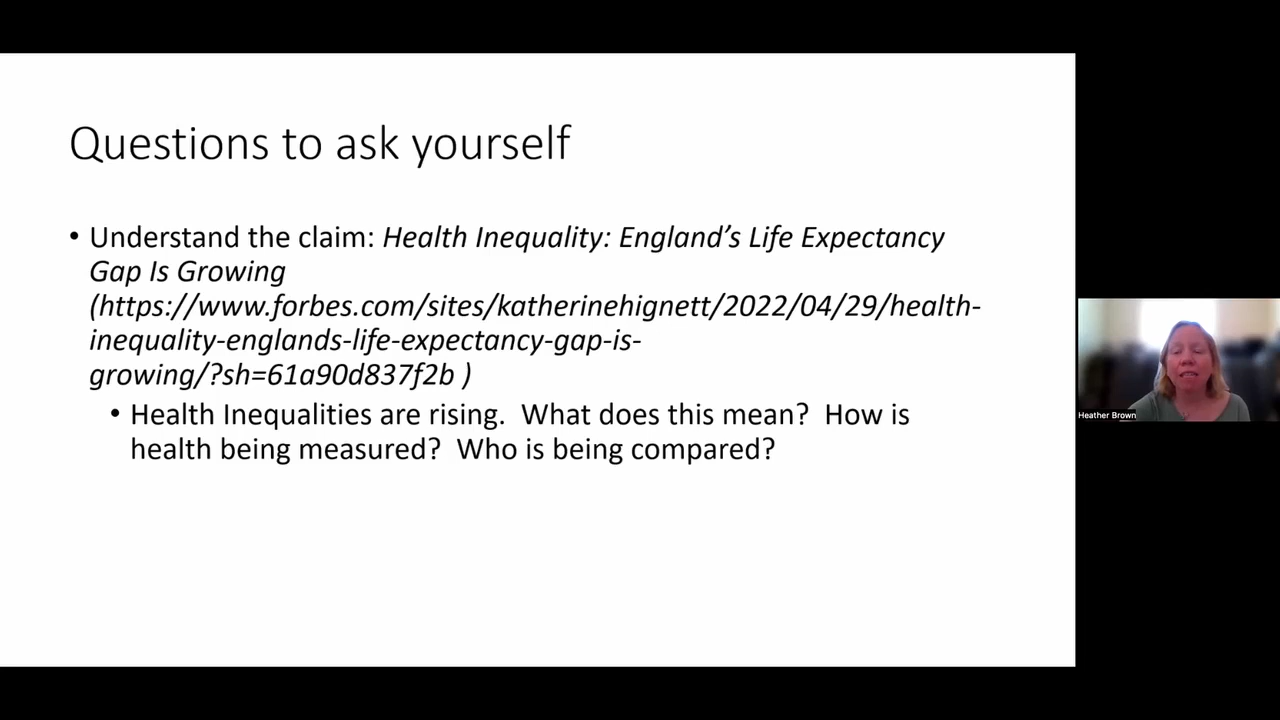 Questions to ask yourself
• Understand the claim: Health Inequality: England’s Life Expectancy
Gap Is Growing
(https://www.forbes.com/sites/katherinehignett/2022/04/29/health-
inequality-englands-life-expectancy-gap-is-
growing/?sh=61a90d837f2b )
• Health Inequalities are rising.  What does this mean?  How is
health being measured?  Who is being compared?
Heather Brown